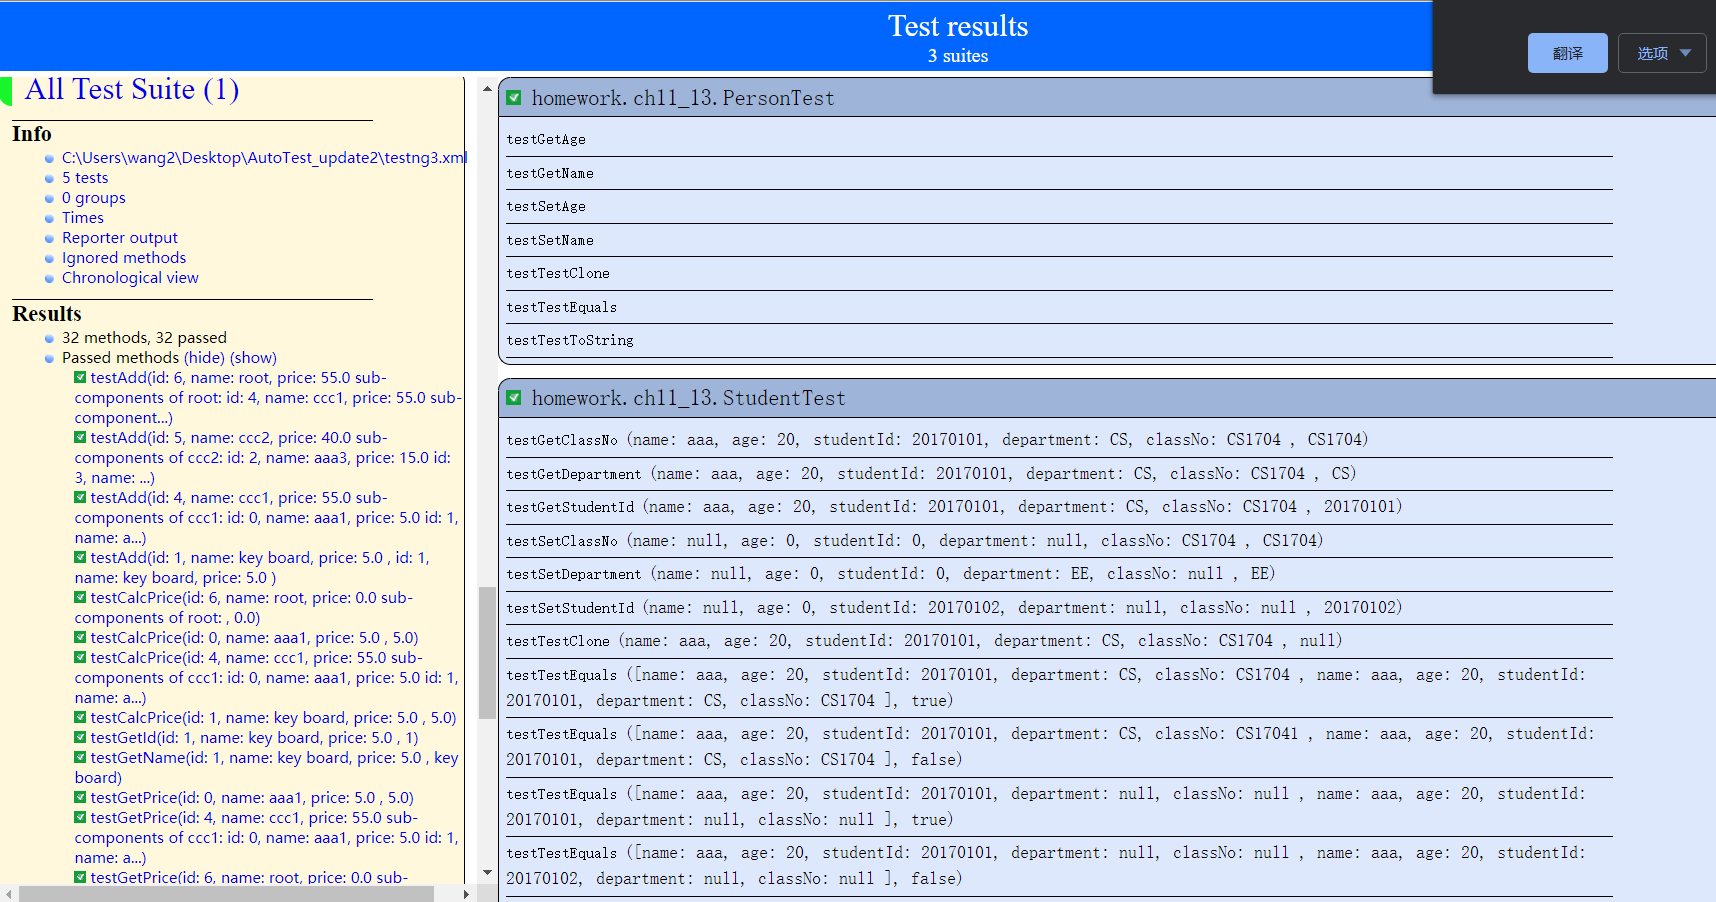 Test results
3 suites
翻译
选项
All Test Suite (1)
Info
C:\Users\wang2\Desktop\AutoTest_update2\testng3.xml
5 tests
0 groups
Times
Reporter output
Ignored methods
Chronological view
Results
32 methods, 32 passed
Passed methods (hide) (show)
testAdd(id: 6, name: root, price: 55.0 sub-
components of root: id: 4, name: ccc1, price: 55.0 sub-
component...)
testAdd(id: 5, name: ccc2, price: 40.0 sub-
components of ccc2: id: 2, name: aaa3, price: 15.0 id:
3, name: ...)
testAdd(id: 4, name: ccc1, price: 55.0 sub-
components of ccc1: id: 0, name: aaa1, price: 5.0 id: 1,
name: a...)
testAdd(id: 1, name: key board, price: 5.0 , id: 1,
name: key board, price: 5.0 )
testCalcPrice(id: 6, name: root, price: 0.0 sub-
components of root: , 0.0)
testCalcPrice(id: 0, name: aaa1, price: 5.0 , 5.0)
testCalcPrice(id: 4, name: ccc1, price: 55.0 sub-
components of ccc1: id: 0, name: aaa1, price: 5.0 id: 1,
name: a...)
testCalcPrice(id: 1, name: key board, price: 5.0 , 5.0)
testGetId(id: 1, name: key board, price: 5.0 , 1)
testGetName(id: 1, name: key board, price: 5.0 , key
board)
testGetPrice(id: 0, name: aaa1, price: 5.0 , 5.0)
testGetPrice(id: 4, name: ccc1, price: 55.0 sub-
components of ccc1: id: 0, name: aaa1, price: 5.0 id: 1,
name: a...)
testGetPrice(id: 6, name: root, price: 0.0 sub-
homework.ch11_13.PersonTest
testGetAge
testGetName
testSetAge
testSetName
testTestClone
testTestEquals
testTestToString
homework.ch11_13.StudentTest
testGetClassNo (name: aaa, age: 20, studentId: 20170101, department: CS, classNo: CS1704 , CS1704)
testGetDepartment (name: aaa, age: 20, studentId: 20170101, department: CS, classNo: CS1704 , CS)
testGetStudentId (name: aaa, age: 20, studentId: 20170101, department: CS, classNo: CS1704 , 20170101)
testSetClassNo (name: null, age: 0, studentId: 0, department: null, classNo: CS1704 , CS1704)
testSetDepartment (name: null, age: 0, studentId: 0, department: EE, classNo: null , EE)
testSetStudentId (name: null, age: 0, studentId: 20170102, department: null, classNo: null , 20170102)
testTestClone (name: aaa, age: 20, studentId: 20170101, department: CS, classNo: CS1704 , null)
testTestEquals ([name: aaa, age: 20, studentId: 20170101, department: CS, classNo: CS1704 , name: aaa, age: 20, studentId:
20170101, department: CS, classNo: CS1704 ], true)
testTestEquals ([name: aaa, age: 20, studentId: 20170101, department: CS, classNo: CS17041 , name: aaa, age: 20, studentId:
20170101, department: CS, classNo: CS1704 ], false)
testTestEquals ([name: aaa, age: 20, studentId: 20170101, department: null, classNo: null , name: aaa, age: 20, studentId:
20170101, department: null, classNo: null ], true)
testTestEquals ([name: aaa, age: 20, studentId: 20170101, department: null, classNo: null , name: aaa, age: 20, studentId:
20170102, department: null, classNo: null ], false)